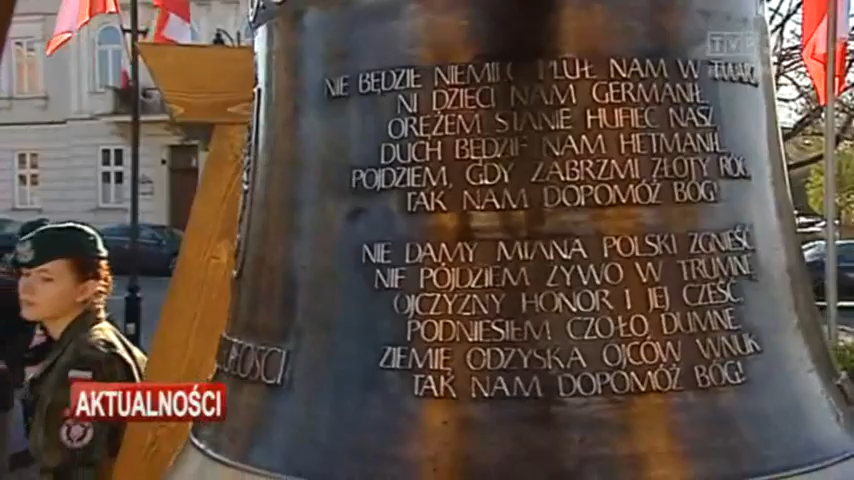 TVP
NIE BĘDZIE NIEMIEC PLUŁ NAM W TWARZ
NI DZIECI NAM GERMANIŁ
ORĘŻEM STANIE HUFIEC NASZ
DUCH BĘDZIE NAM HETMANIŁ.
POJDZIEM, GDY ZABRZMI ZŁOTY RÓG
TAK NAM DOPOMÓŻ BÓG!
NIE DAMY MIANA POLSKI ZGNIEŚĆ
NIE PÓJDZIEM ŻYWO W TRUMNĘ
OJCZYZNY HONOR I JEJ CZEŚĆ
PODNIESIEM CZOŁO DUMNE
ZIEMIĘ ODZYSKA OJCÓW WNUK
TAK NAM DOPOMÓŻ BÓG!
AKTUALNOŚCI